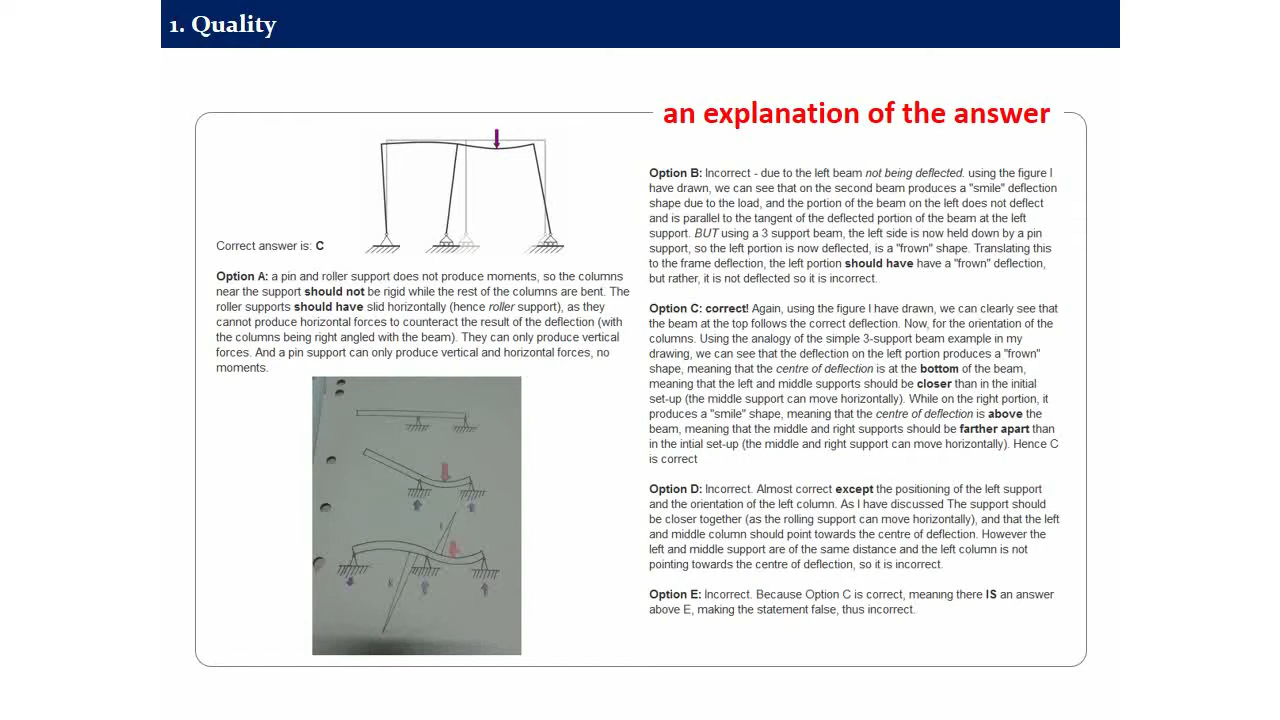 1. Quality
an explanation of the answer
Correct answer is: C
Option A: a pin and roller support does not produce moments, so the columns
near the support should not be rigid while the rest of the columns are bent. The
roller supports should have slid horizontally (hence roller support), as they
cannot produce horizontal forces to counteract the result of the deflection (with
the columns being right angled with the beam). They can only produce vertical
forces. And a pin support can only produce vertical and horizontal forces, no
moments.
Option B: Incorrect - due to the left beam not being deflected. using the figure I
have drawn, we can see that on the second beam produces a "smile" deflection
shape due to the load, and the portion of the beam on the left does not deflect
and is parallel to the tangent of the deflected portion of the beam at the left
support. BUT using a 3 support beam, the left side is now held down by a pin
support, so the left portion is now deflected, is a "frown" shape. Translating this
to the frame deflection, the left portion should have have a "frown" deflection,
but rather, it is not deflected so it is incorrect.
Option C: correct! Again, using the figure I have drawn, we can clearly see that
the beam at the top follows the correct deflection. Now, for the orientation of the
columns. Using the analogy of the simple 3-support beam example in my
drawing, we can see that the deflection on the left portion produces a "frown"
shape, meaning that the centre of deflection is at the bottom of the beam,
meaning that the left and middle supports should be closer than in the initial
set-up (the middle support can move horizontally). While on the right portion, it
produces a "smile" shape, meaning that the centre of deflection is above the
beam, meaning that the middle and right supports should be farther apart than
in the intial set-up (the middle and right support can move horizontally). Hence C
is correct
Option D: Incorrect. Almost correct except the positioning of the left support
and the orientation of the left column. As I have discussed The support should
be closer together (as the rolling support can move horizontally), and that the left
and middle column should point towards the centre of deflection. However the
left and middle support are of the same distance and the left column is not
pointing towards the centre of deflection, so it is incorrect.
Option E: Incorrect. Because Option C is correct, meaning there IS an answer
above E, making the statement false, thus incorrect.